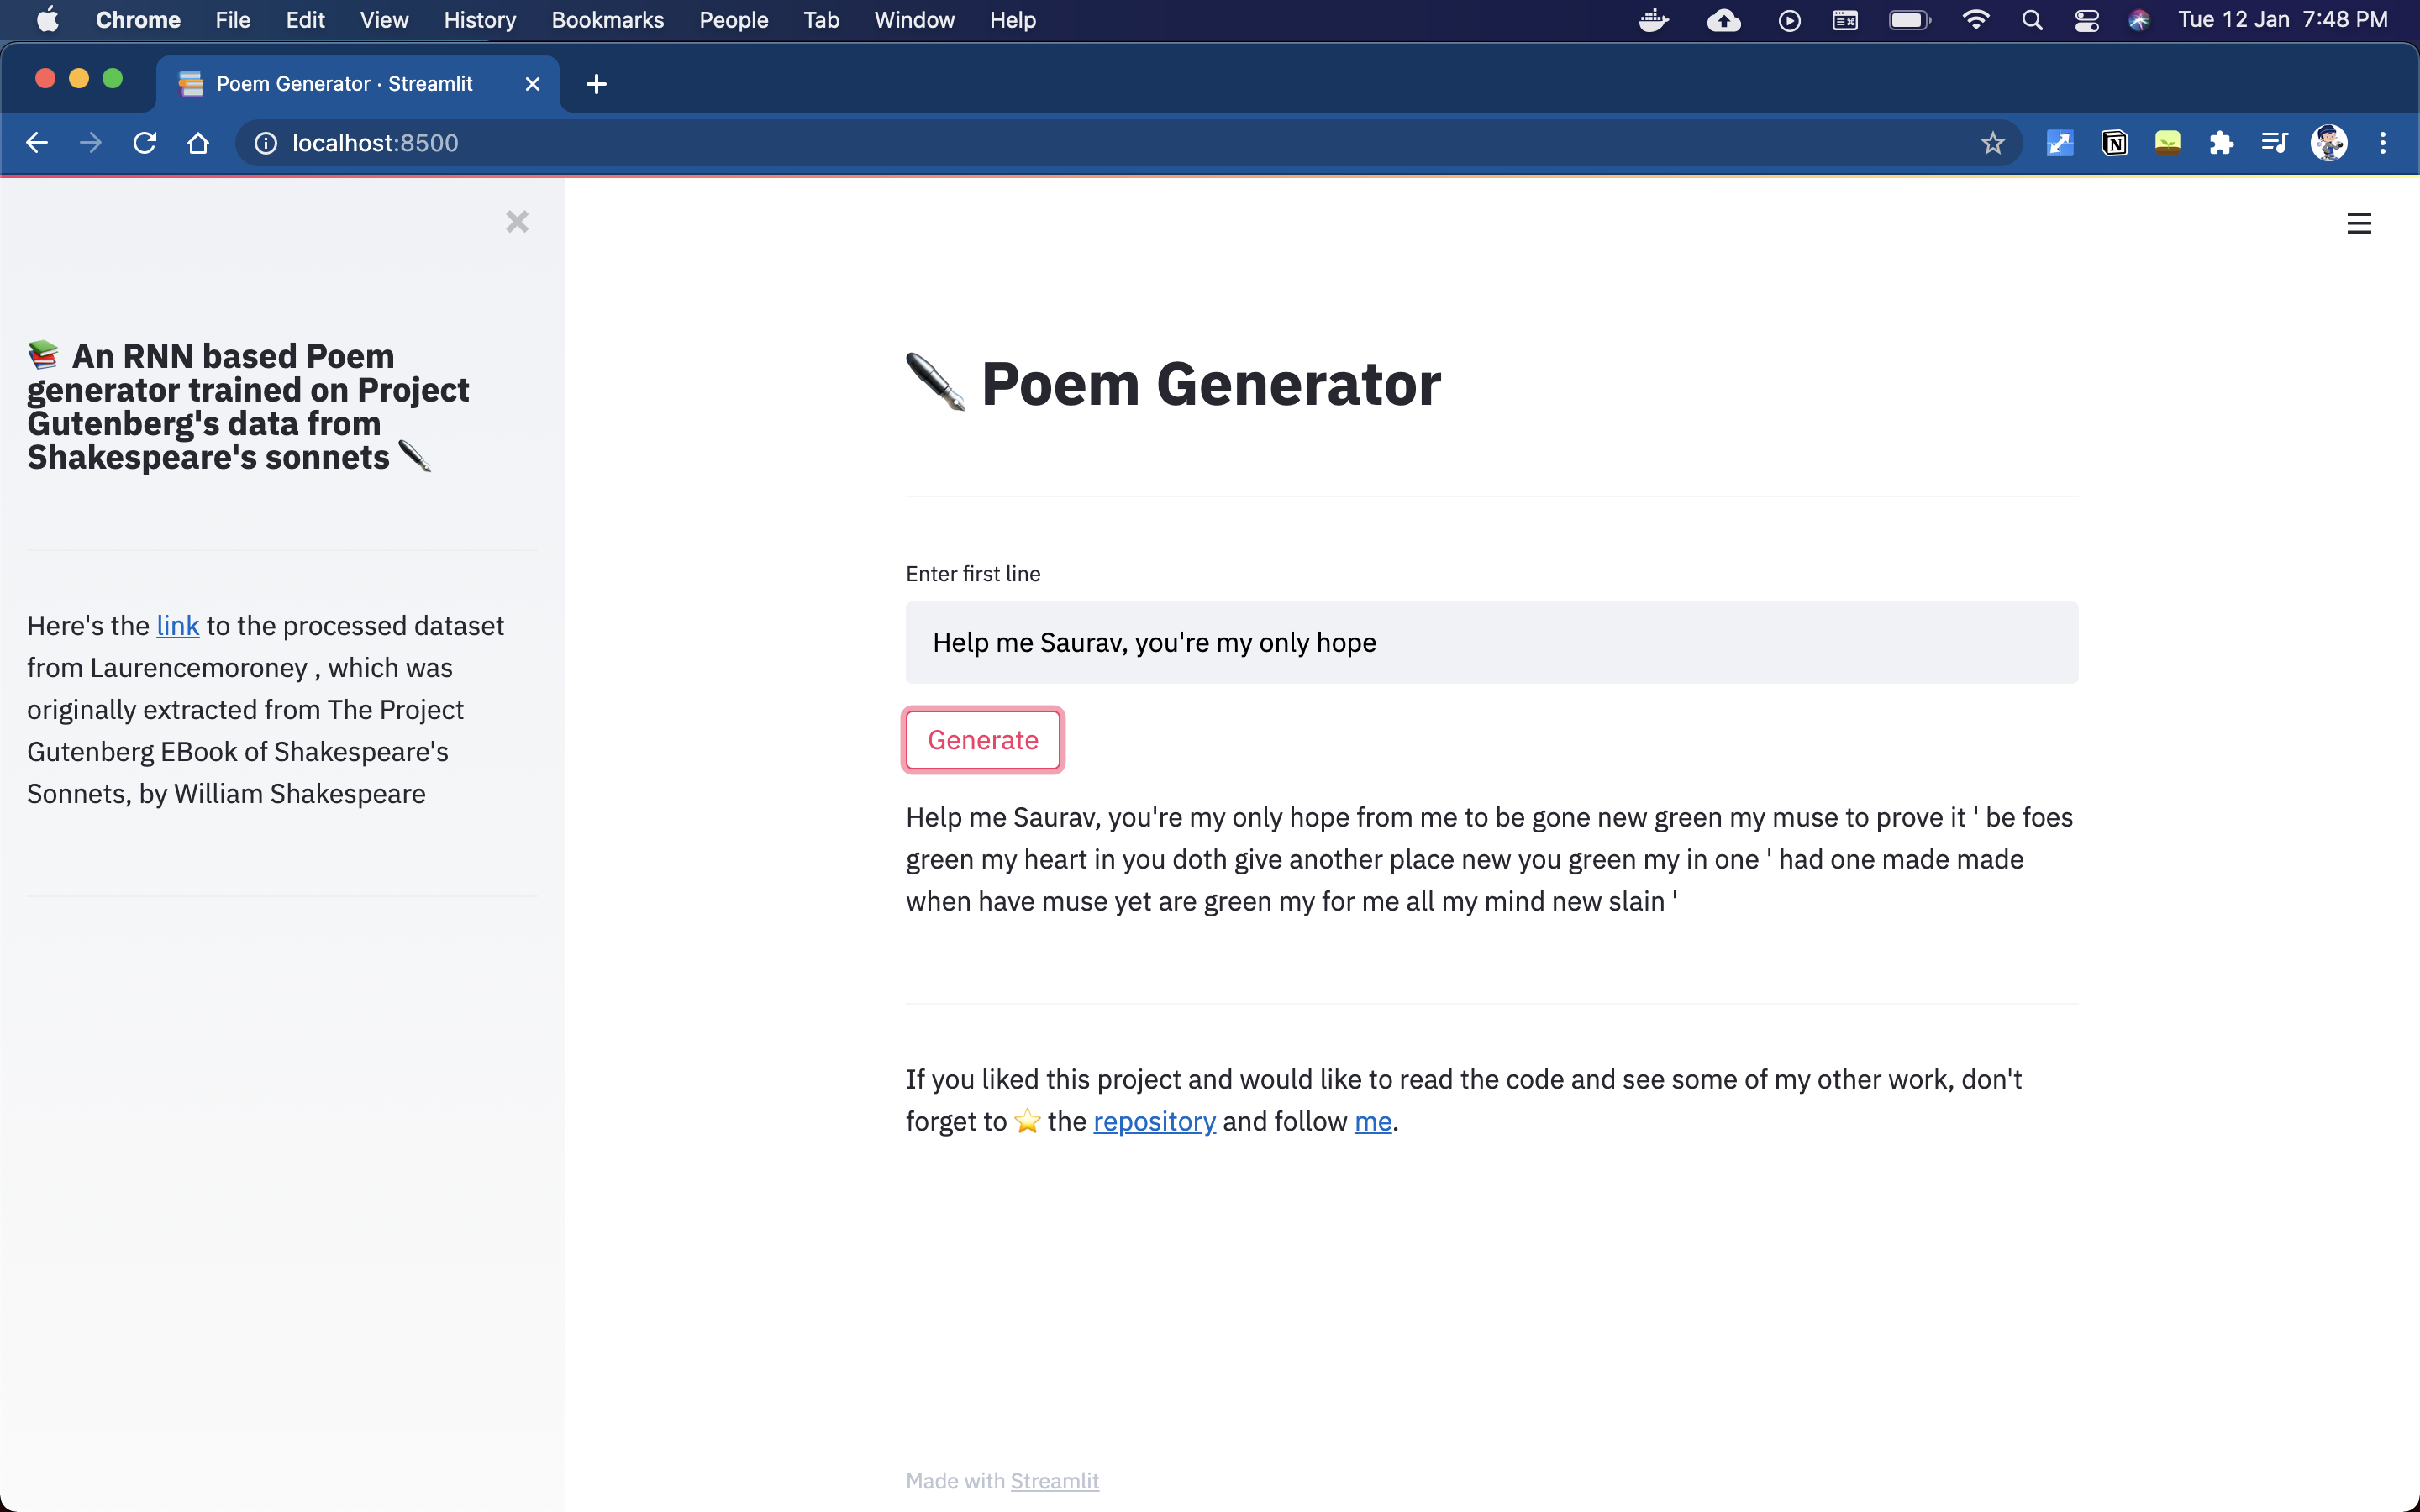 Chrome File Edit View History Bookmarks People Tab Window Help Tue 12 Jan 7:48 PM
Poem Generator · Streamlit
localhost:8500
📚 An RNN based Poem
generator trained on Project
Gutenberg's data from
Shakespeare's sonnets 🖋
Here's the link to the processed dataset
from Laurencemoroney , which was
originally extracted from The Project
Gutenberg EBook of Shakespeare's
Sonnets, by William Shakespeare
🖋 Poem Generator
Enter first line
Help me Saurav, you're my only hope
Generate
Help me Saurav, you're my only hope from me to be gone new green my muse to prove it ' be foes
green my heart in you doth give another place new you green my in one ' had one made made
when have muse yet are green my for me all my mind new slain '
If you liked this project and would like to read the code and see some of my other work, don't
forget to ⭐ the repository and follow me.
Made with Streamlit